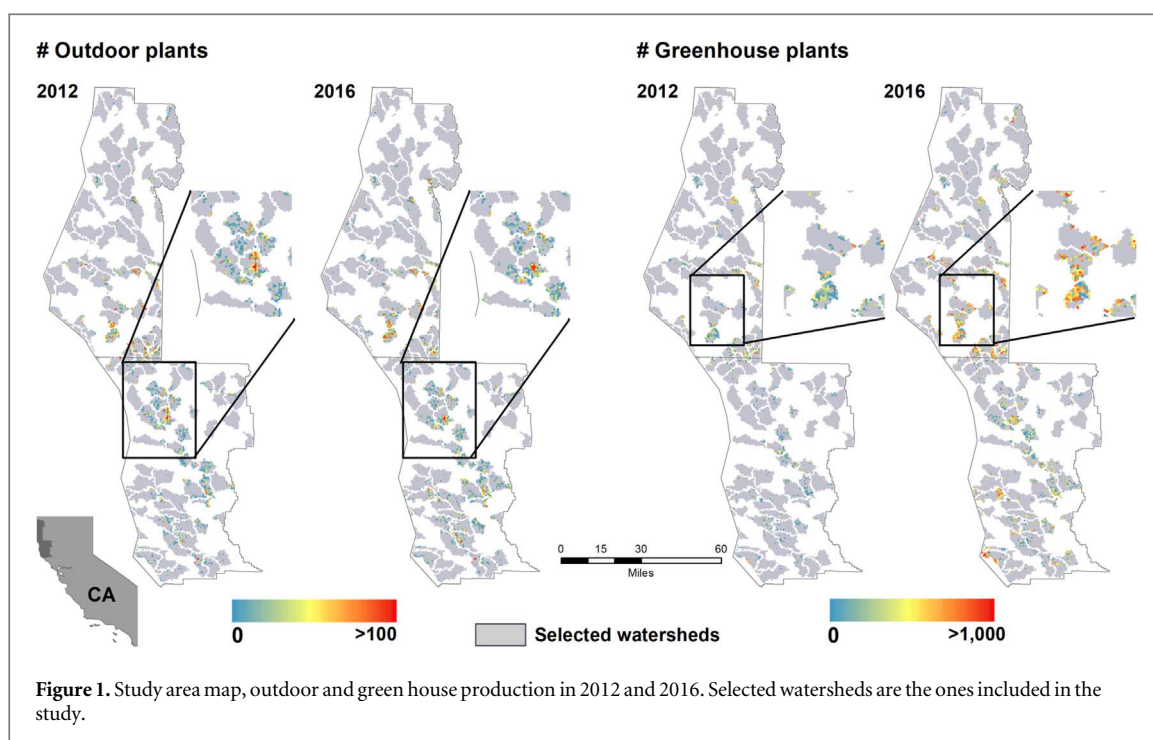 # Outdoor plants
# Greenhouse plants
2012
2016
2012
2016
CA
0
10
30
60
Miles
0
>100
Selected watersheds
0
>1,000
Figure 1. Study area map, outdoor and green house production in 2012 and 2016. Selected watersheds are the ones included in the
study.